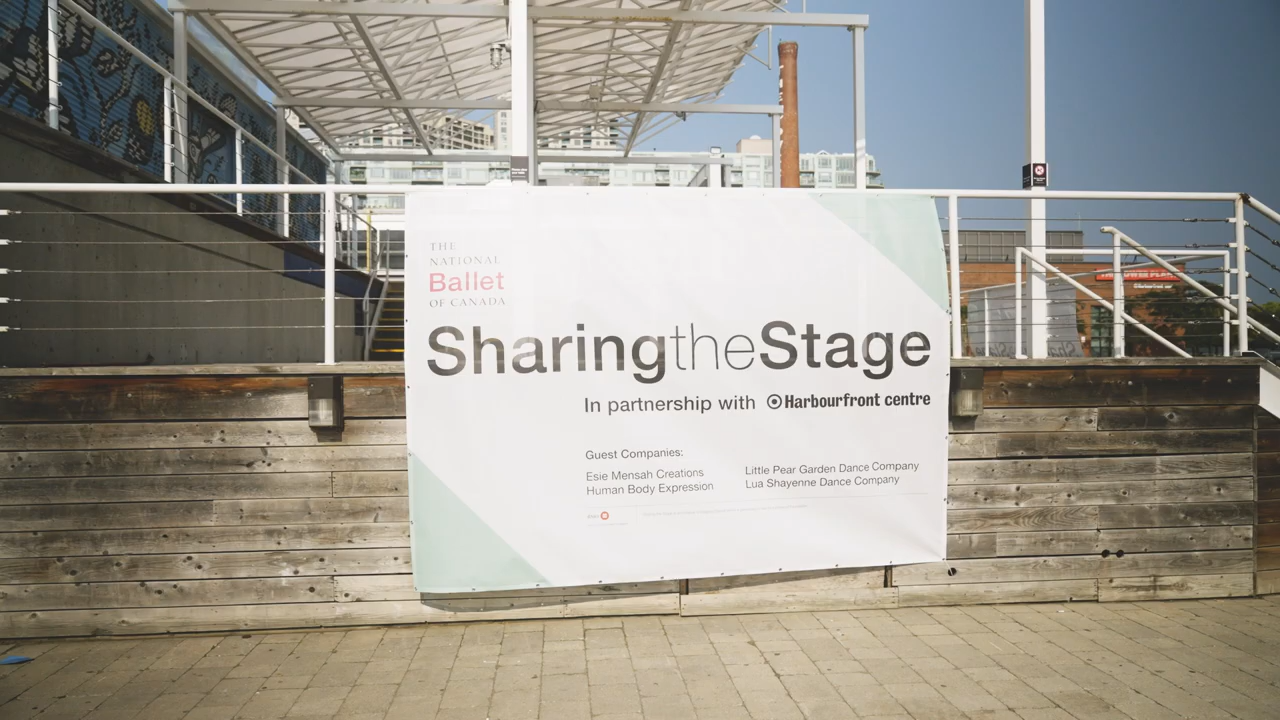 THE
NATIONAL
Ballet
OF CANADA
SharingtheStage
In partnership with Harbourfront centre
Guest Companies:
Esie Mensah Creations
Human Body Expression
Little Pear Garden Dance Company
Lua Shayenne Dance Company